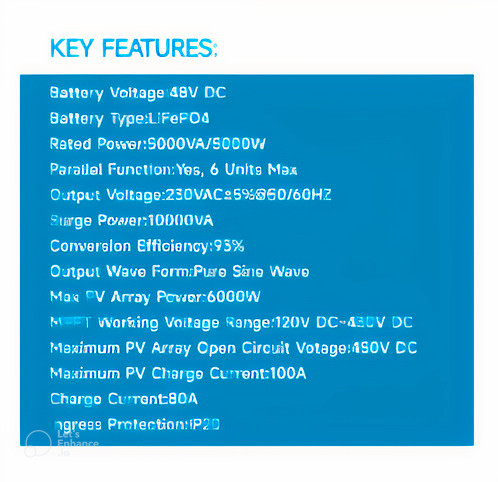 KEY FEATURES:
Battery Voltage:48V DC
Battery Type:LiFePO4
Rated Power:5000VA/5000W
Parallel Function:Yes, 6 Units Max
Output Voltage:230VAC±5%@50/60HZ
Surge Power:10000VA
Conversion Efficiency:93%
Output Wave Form:Pure Sine Wave
Max PV Array Power:6000W
MPPT Working Voltage Range:120V DC~450V DC
Maximum PV Array Open Circuit Votage:450V DC
Maximum PV Charge Current:100A
Charge Current:80A
Ingress Protection:IP20
Let's
Enhance
.io